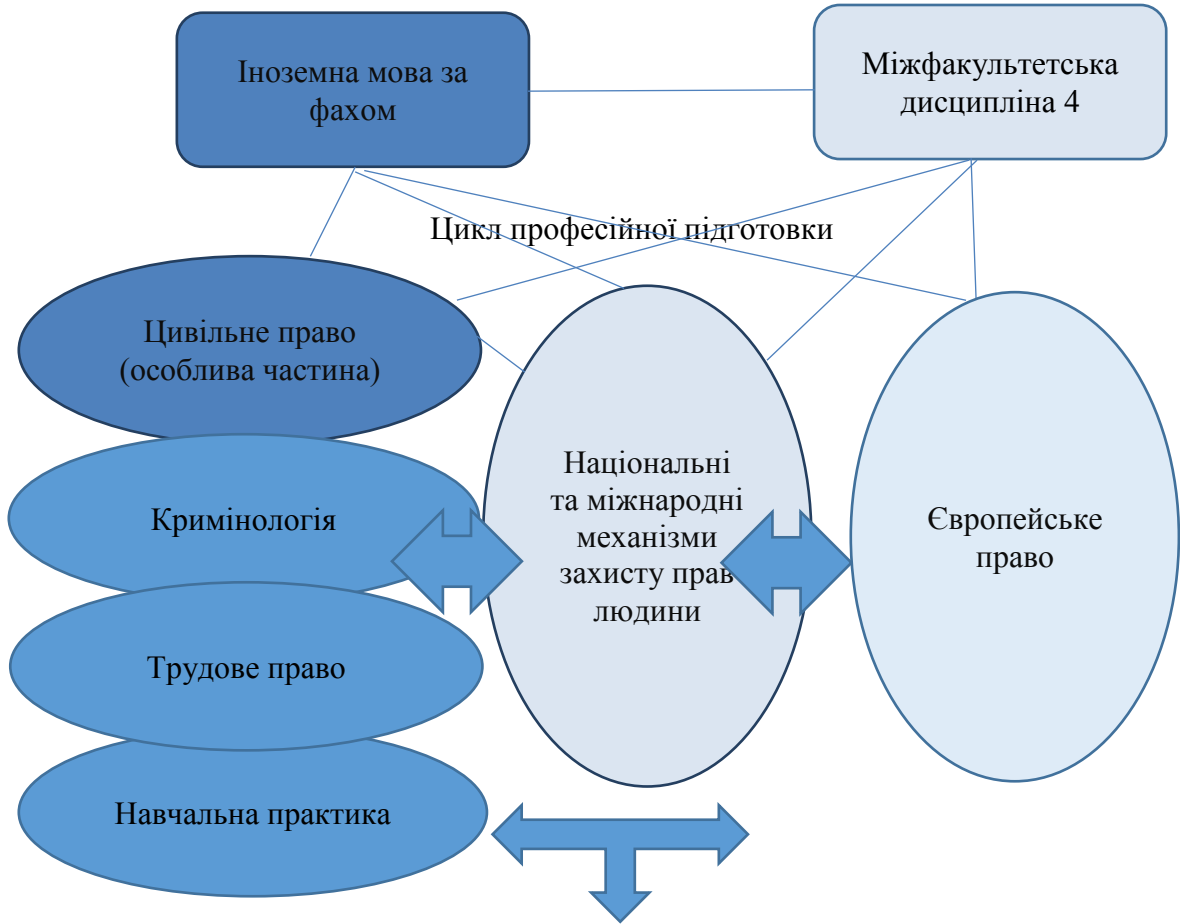 Іноземна мова за
фахом
Міжфакультетська
дисципліна 4
Цикл професійної підготовки
Цивільне право
(особлива частина)
Кримінологія
Трудове право
Навчальна практика
Національні
та міжнародні
механізми
захисту прав
людини
Європейське
право